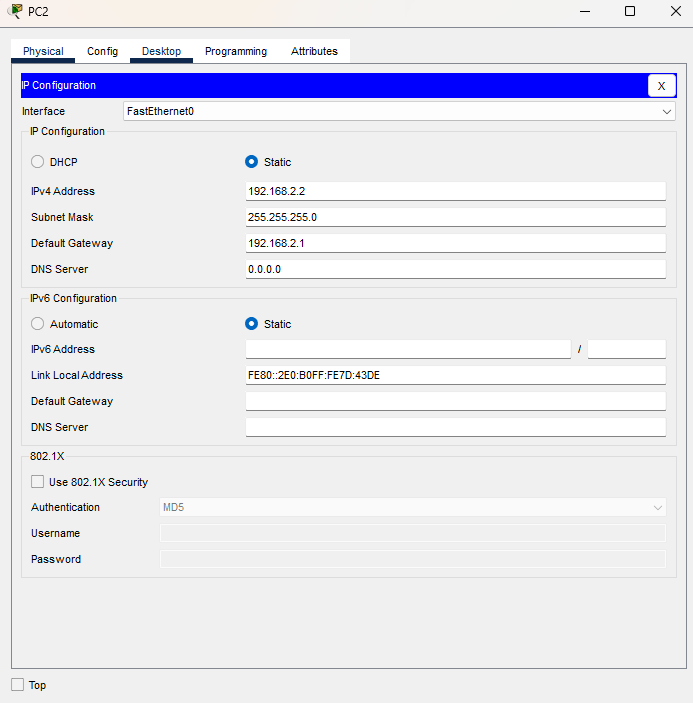 PC2
Physical Config Desktop Programming Attributes
IP Configuration X
Interface FastEthernet0
IP Configuration
DHCP Static
IPv4 Address 192.168.2.2
Subnet Mask 255.255.255.0
Default Gateway 192.168.2.1
DNS Server 0.0.0.0
IPv6 Configuration
Automatic Static
IPv6 Address /
Link Local Address FE80::2E0:B0FF:FE7D:43DE
Default Gateway
DNS Server
802.1X
Use 802.1X Security
Authentication MD5
Username
Password
Top